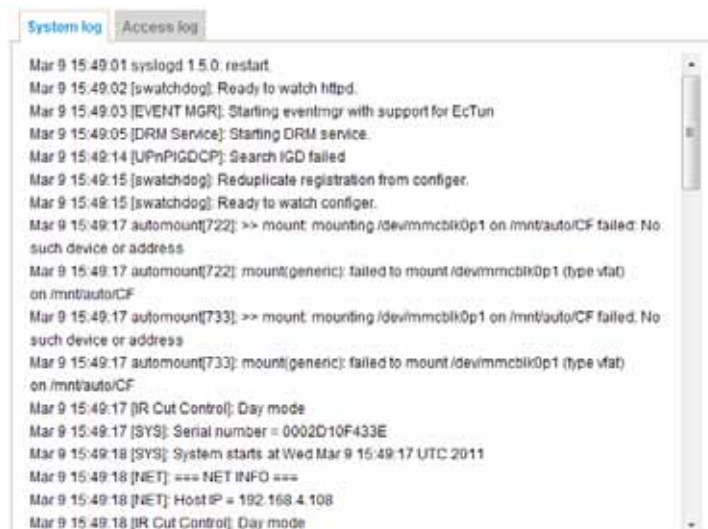 System log Access log
Mar 9 15:49:01 syslogd 1.5.0: restart.
Mar 9 15:49:02 [swatchdog]: Ready to watch httpd.
Mar 9 15:49:03 [EVENT MGR]: Starting eventmgr with support for EcTun
Mar 9 15:49:05 [DRM Service]: Starting DRM service.
Mar 9 15:49:14 [UPnPIGDCP]: Search IGD failed
Mar 9 15:49:15 [swatchdog]: Reduplicate registration from configer.
Mar 9 15:49:15 [swatchdog]: Ready to watch configer.
Mar 9 15:49:17 automount[722]: >> mount: mounting /dev/mmcblk0p1 on /mnt/auto/CF failed: No
such device or address
Mar 9 15:49:17 automount[722]: mount(generic): failed to mount /dev/mmcblk0p1 (type vfat)
on /mnt/auto/CF
Mar 9 15:49:17 automount[733]: >> mount: mounting /dev/mmcblk0p1 on /mnt/auto/CF failed: No
such device or address
Mar 9 15:49:17 automount[733]: mount(generic): failed to mount /dev/mmcblk0p1 (type vfat)
on /mnt/auto/CF
Mar 9 15:49:17 [IR Cut Control]: Day mode
Mar 9 15:49:17 [SYS]: Serial number = 0002D10F433E
Mar 9 15:49:18 [SYS]: System starts at Wed Mar 9 15:49:17 UTC 2011
Mar 9 15:49:18 [NET]: === NET INFO ===
Mar 9 15:49:18 [NET]: Host IP = 192.168.4.108
Mar 9 15:49:18 [IR Cut Control]: Day mode